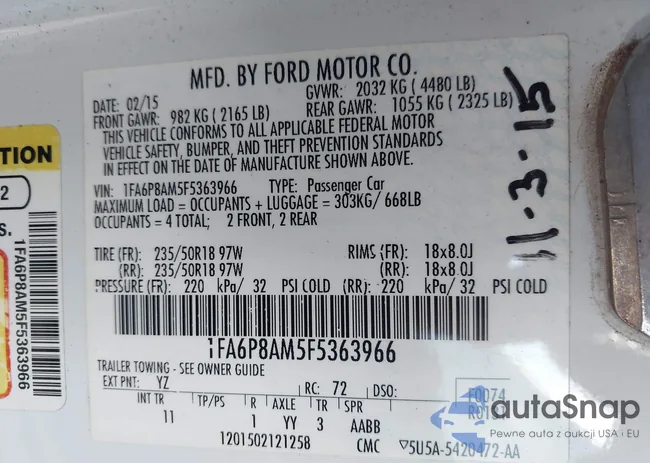 MFD. BY FORD MOTOR CO.
DATE: 02/15 GVWR: 2032 KG ( 4480 LB)
FRONT GAWR: 982 KG ( 2165 LB) REAR GAWR: 1055 KG ( 2325 LB)
THIS VEHICLE CONFORMS TO ALL APPLICABLE FEDERAL MOTOR
VEHICLE SAFETY, BUMPER, AND THEFT PREVENTION STANDARDS
IN EFFECT ON THE DATE OF MANUFACTURE SHOWN ABOVE.
VIN: 1FA6P8AM5F5363966 TYPE: Passenger Car
MAXIMUM LOAD = OCCUPANTS + LUGGAGE = 303KG/ 668LB
OCCUPANTS = 4 TOTAL; 2 FRONT, 2 REAR
TIRE (FR): 235/50R18 97W RIMS (FR): 18x8.0J
(RR): 235/50R18 97W (RR): 18x8.0J
PRESSURE (FR): 220 kPa/ 32 PSI COLD (RR): 220 kPa/ 32 PSI COLD
1FA6P8AM5F5363966
TRAILER TOWING - SEE OWNER GUIDE
EXT PNT: YZ RC: 72 DSO:
INT TR TP/PS R AXLE TR SPR
11 1 YY 3 AABB
1201502121258 CMC 5U5A-5420472-AA
F0074
11-3-15
TION
2
s.
1FA6P8AM5F5363966
autoSnap
Pewne auta z aukcji USA i EU